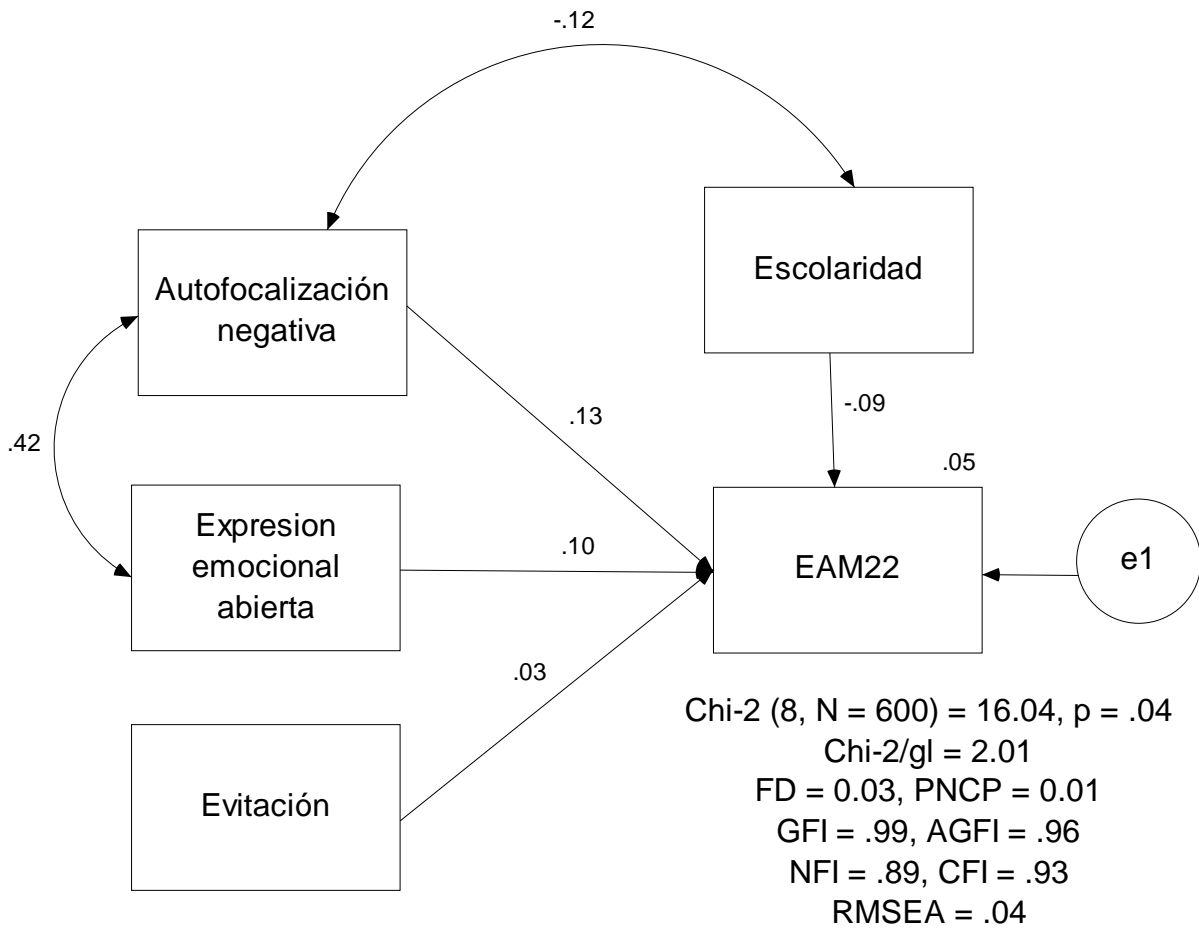 -.12
Autofocalización
negativa
Escolaridad
.42
.13
-.09
.05
Expresion
emocional
abierta
.10
EAM22
e1
.03
Evitación
Chi-2 (8, N = 600) = 16.04, p = .04
Chi-2/gl = 2.01
FD = 0.03, PNCP = 0.01
GFI = .99, AGFI = .96
NFI = .89, CFI = .93
RMSEA = .04